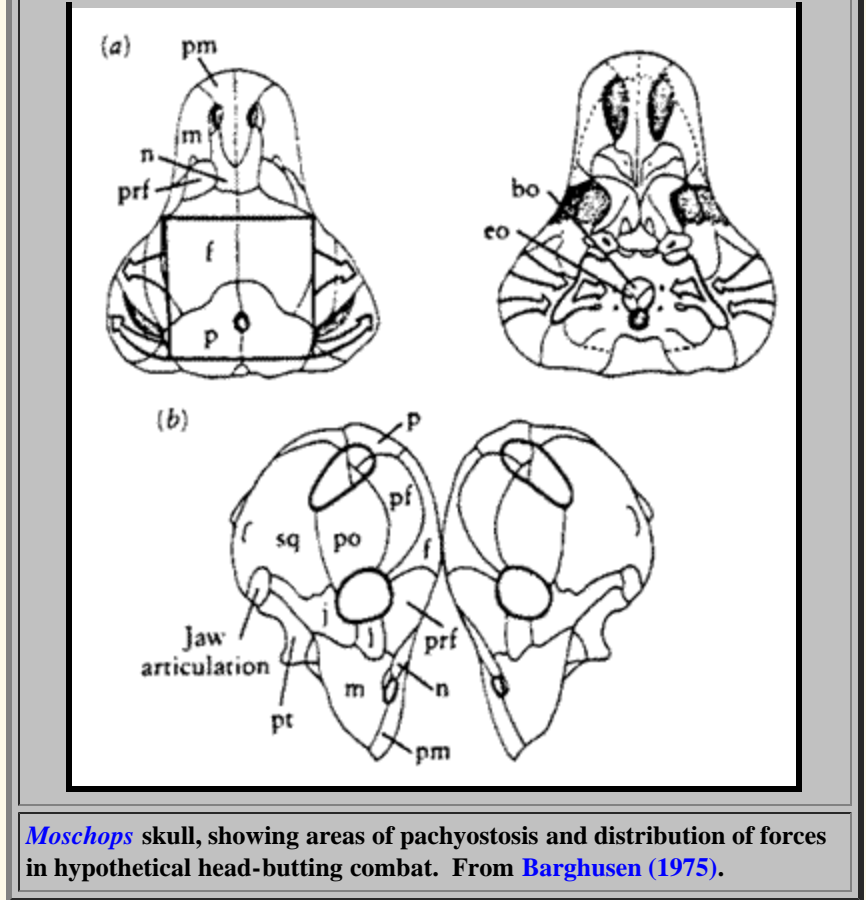 (a)
pm
m
n
prf
f
p
bo
eo
(b)
p
pf
sq
po
f
j
l
prf
Jaw
articulation
m
n
pt
pm
Moschops skull, showing areas of pachyostosis and distribution of forces
in hypothetical head-butting combat. From Barghusen (1975).